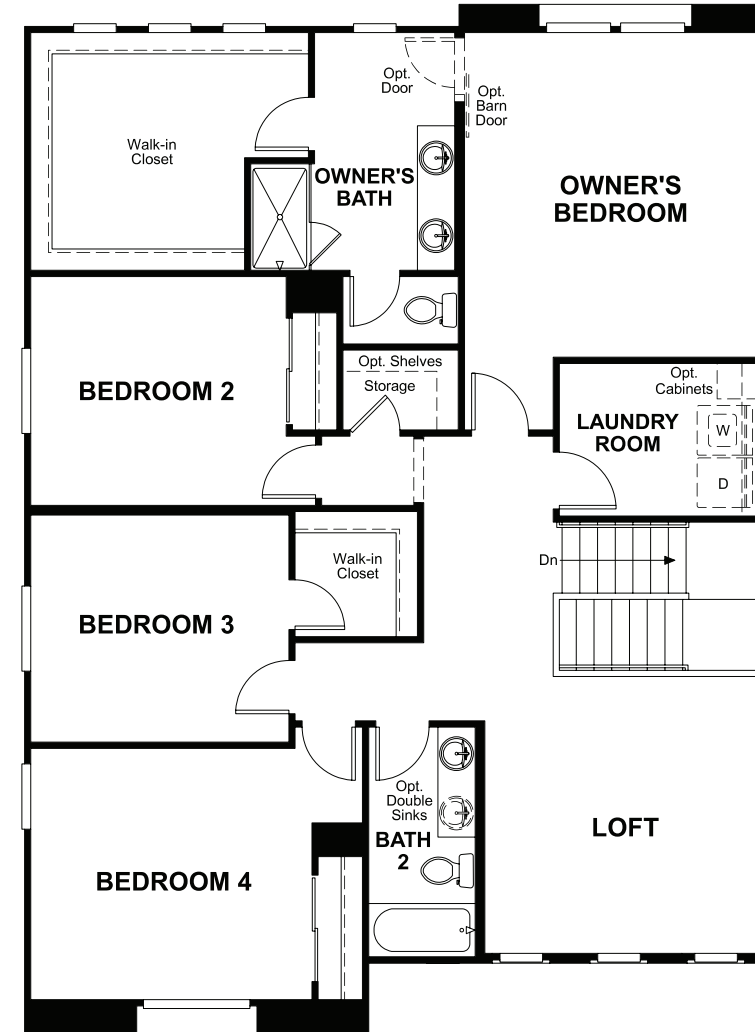 Opt.
Door
Opt.
Barn
Door
Walk-in
Closet
OWNER'S
BATH
OWNER'S
BEDROOM
BEDROOM 2
Opt. Shelves
Storage
Opt.
Cabinets
LAUNDRY
ROOM
W
D
Walk-in
Closet
Dn
BEDROOM 3
Opt.
Double
Sinks
BATH
2
LOFT
BEDROOM 4